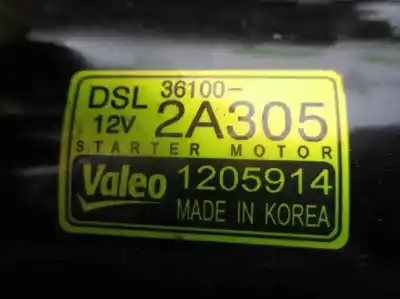 DSL 36100-
12V 2A305
STARTER MOTOR
Valeo 1205914
MADE IN KOREA